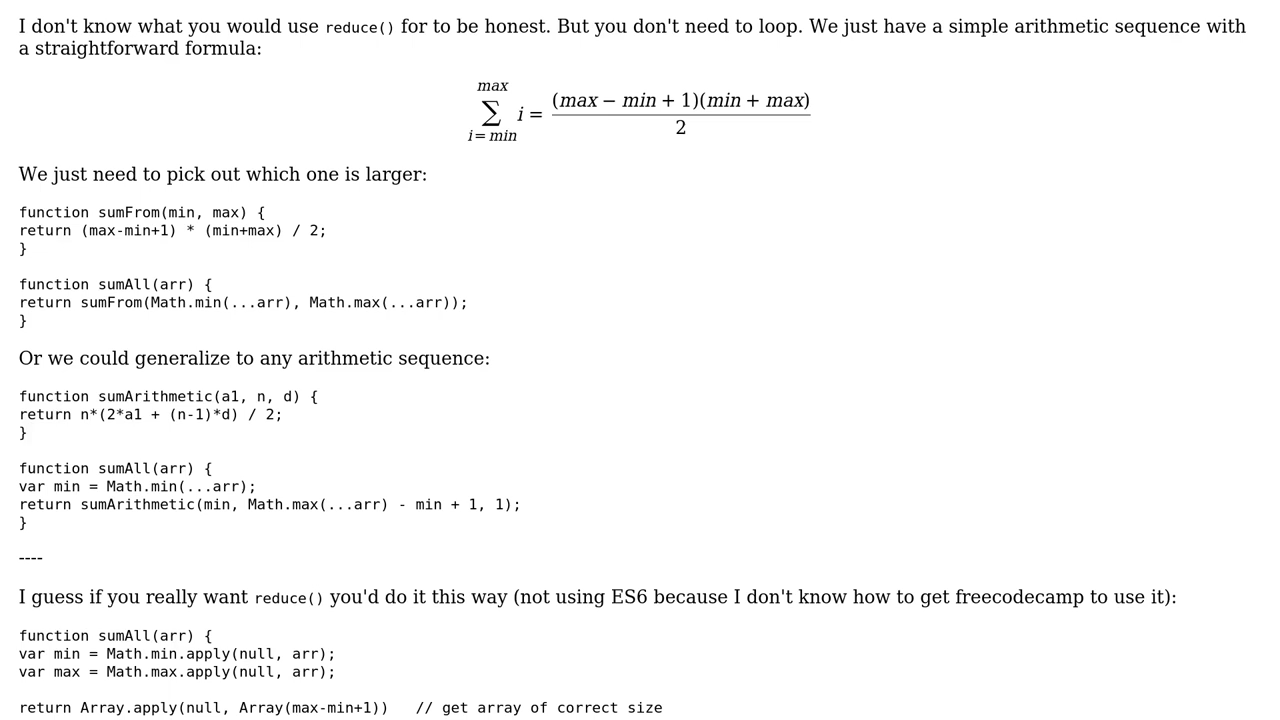 I don't know what you would use reduce() for to be honest. But you don't need to loop. We just have a simple arithmetic sequence with
a straightforward formula:
max
∑ i = (max − min + 1)(min + max)
i = min 2
We just need to pick out which one is larger:
function sumFrom(min, max) {
return (max-min+1) * (min+max) / 2;
}
function sumAll(arr) {
return sumFrom(Math.min(...arr), Math.max(...arr));
}
Or we could generalize to any arithmetic sequence:
function sumArithmetic(a1, n, d) {
return n*(2*a1 + (n-1)*d) / 2;
}
function sumAll(arr) {
var min = Math.min(...arr);
return sumArithmetic(min, Math.max(...arr) - min + 1, 1);
}
----
I guess if you really want reduce() you'd do it this way (not using ES6 because I don't know how to get freecodecamp to use it):
function sumAll(arr) {
var min = Math.min.apply(null, arr);
var max = Math.max.apply(null, arr);
return Array.apply(null, Array(max-min+1))   // get array of correct size